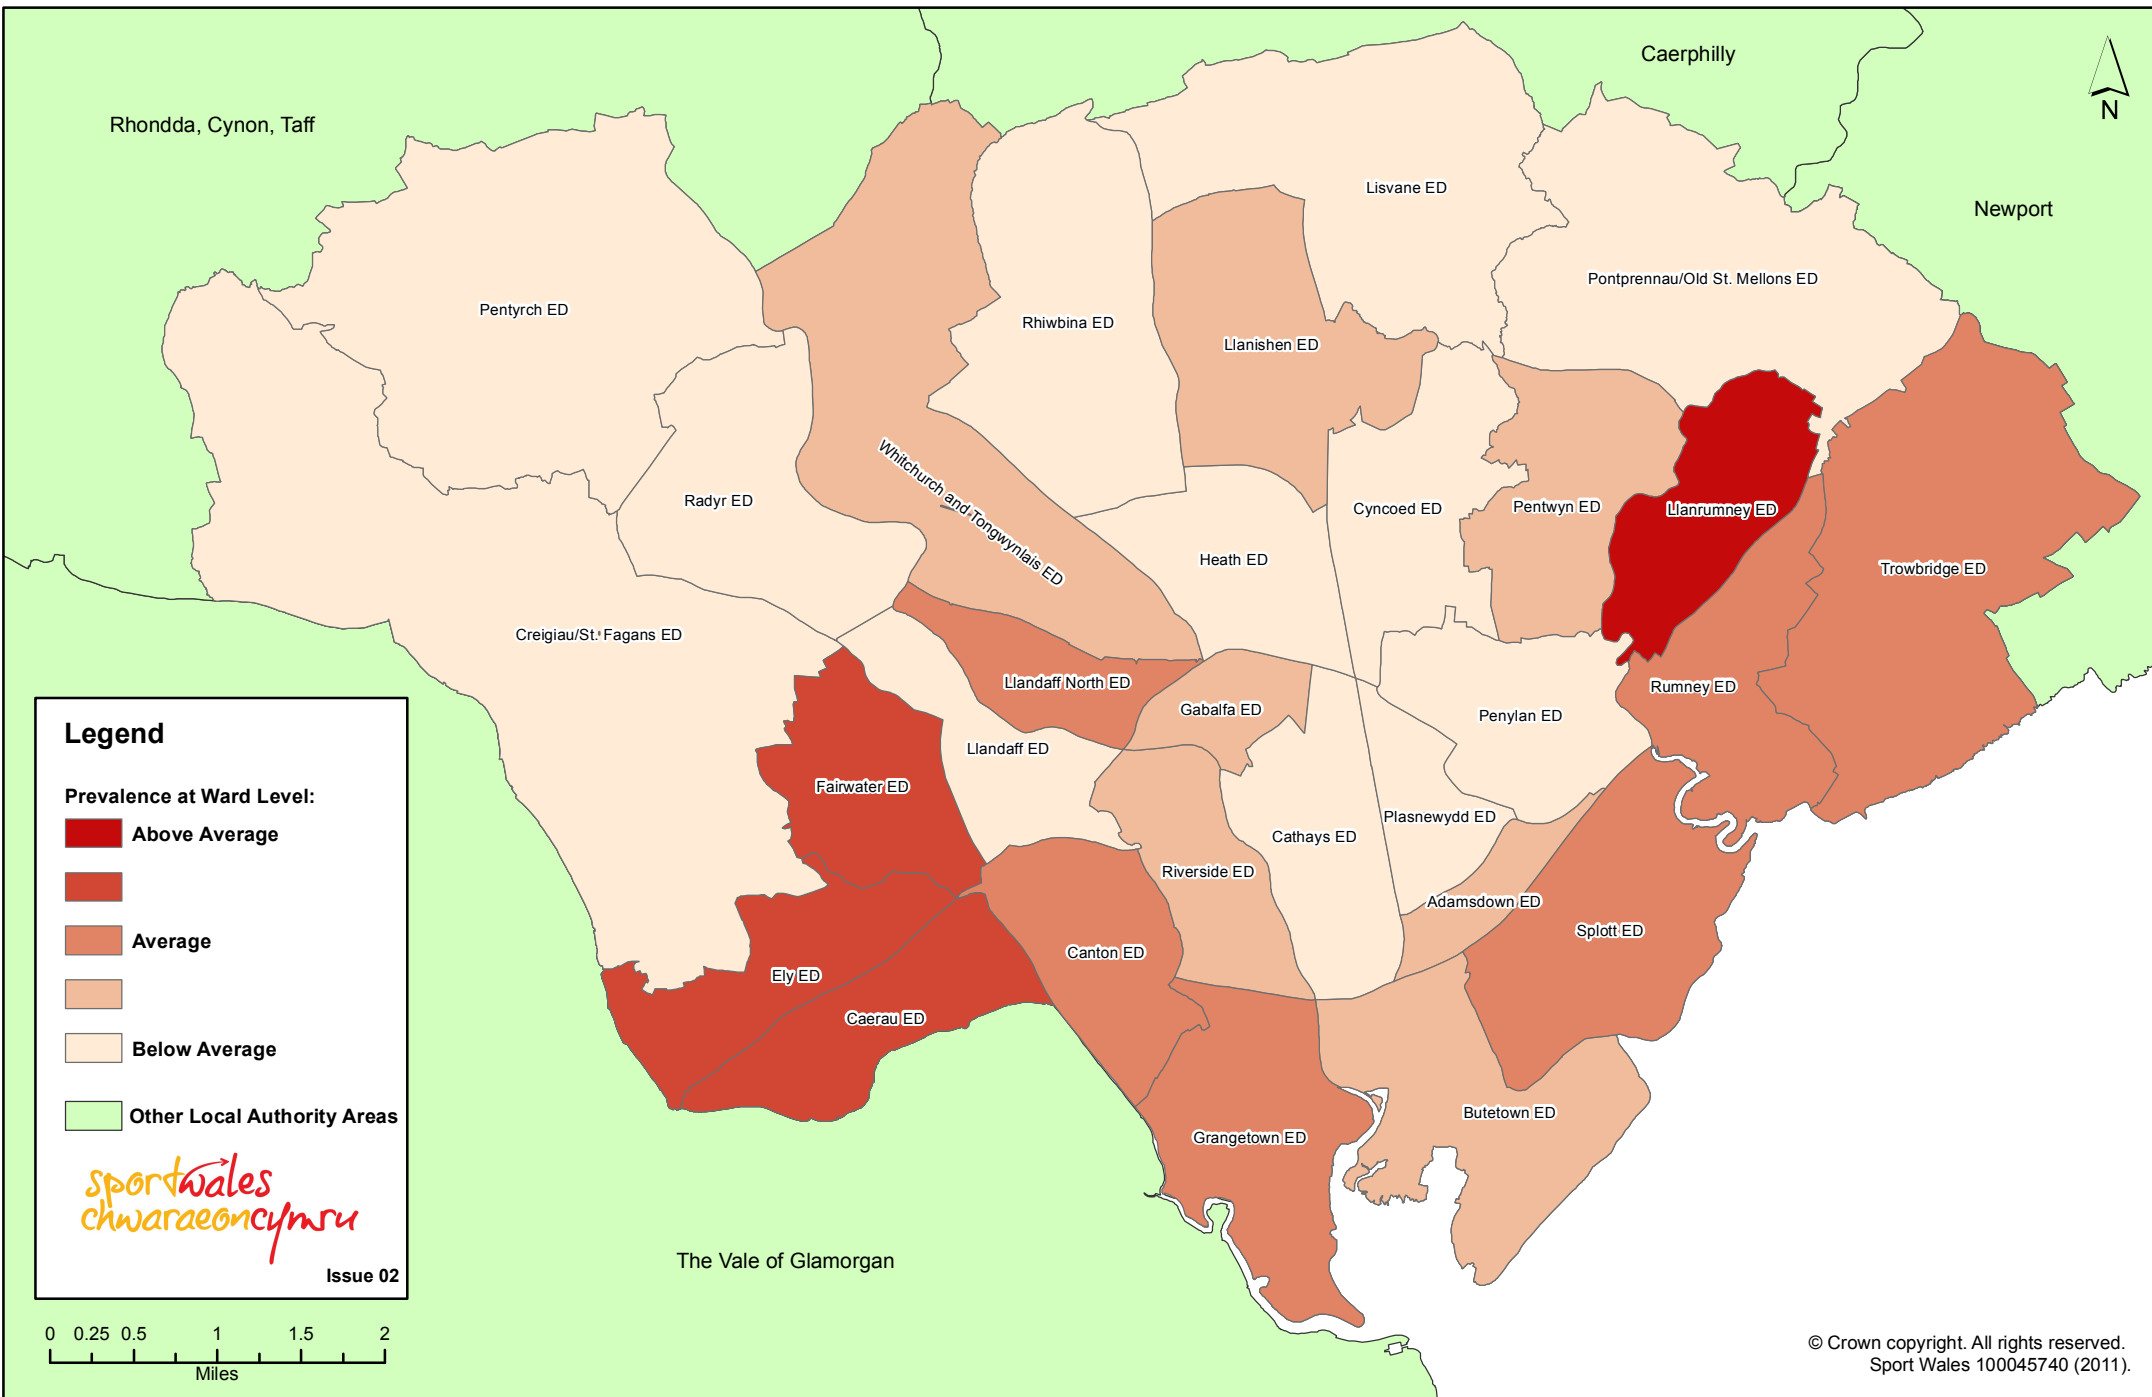 Caerphilly
Rhondda, Cynon, Taff
N
Lisvane ED
Newport
Pontprennau/Old St. Mellons ED
Pentyrch ED
Rhiwbina ED
Llanishen ED
Whitchurch and Tongwynlais ED
Radyr ED
Cyncoed ED
Pentwyn ED
Llanrumney ED
Heath ED
Trowbridge ED
Creigiau/St. Fagans ED
Llandaff North ED
Rumney ED
Gabalfa ED
Penylan ED
Llandaff ED
Fairwater ED
Plasnewydd ED
Cathays ED
Riverside ED
Adamsdown ED
Splott ED
Canton ED
Ely ED
Caerau ED
Butetown ED
Grangetown ED
The Vale of Glamorgan
Legend
Prevalence at Ward Level:
Above Average
Average
Below Average
Other Local Authority Areas
sportwales
chwaraeoncymru
Issue 02
0 0.25 0.5 1 1.5 2
Miles
© Crown copyright. All rights reserved.
Sport Wales 100045740 (2011).